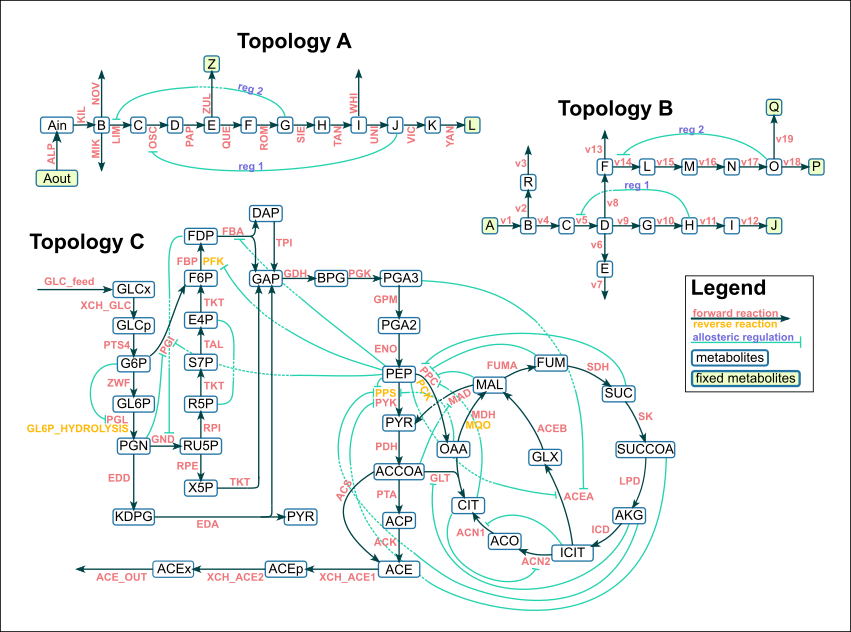 Topology A
Z
reg 2
NOV
KIL
ZUL
WHI
Ain
B
C
D
E
F
G
H
I
J
K
L
ALP
MIK
LIM
OSC
PAP
QUE
ROM
SIE
TAN
UNI
VIC
YAN
reg 1
Aout
Topology B
Q
v13
reg 2
v19
v3
F
v14
L
v15
M
v16
N
v17
O
v18
P
R
v2
v8
reg 1
A
v1
B
v4
C
v5
D
v9
G
v10
H
v11
I
v12
J
v6
E
v7
Topology C
DAP
FDP
FBA
TPI
FBP
PFK
GLC_feed
F6P
GAP
GDH
BPG
PGK
PGA3
GLCx
XCH_GLC
TKT
GPM
GLCp
E4P
PGA2
PTS4
PGI
TAL
ENO
G6P
S7P
PEP
PPC
FUMA
FUM
SDH
ZWF
TKT
PPS
PCK
MAL
SUC
GL6P
R5P
PYK
MAD
PGL
GL6P_HYDROLYSIS
RPI
PYR
MDH
MQO
ACEB
SK
PGN
GND
RU5P
PDH
OAA
GLX
SUCCOA
EDD
RPE
ACCOA
GLT
LPD
X5P
TKT
ACS
PTA
CIT
ACEA
KDPG
EDA
PYR
ACP
ACN1
AKG
ICD
ACK
ACO
ACN2
ICIT
ACE_OUT
ACEx
XCH_ACE2
ACEp
XCH_ACE1
ACE
Legend
forward reaction
reverse reaction
allosteric regulation
metabolites
fixed metabolites